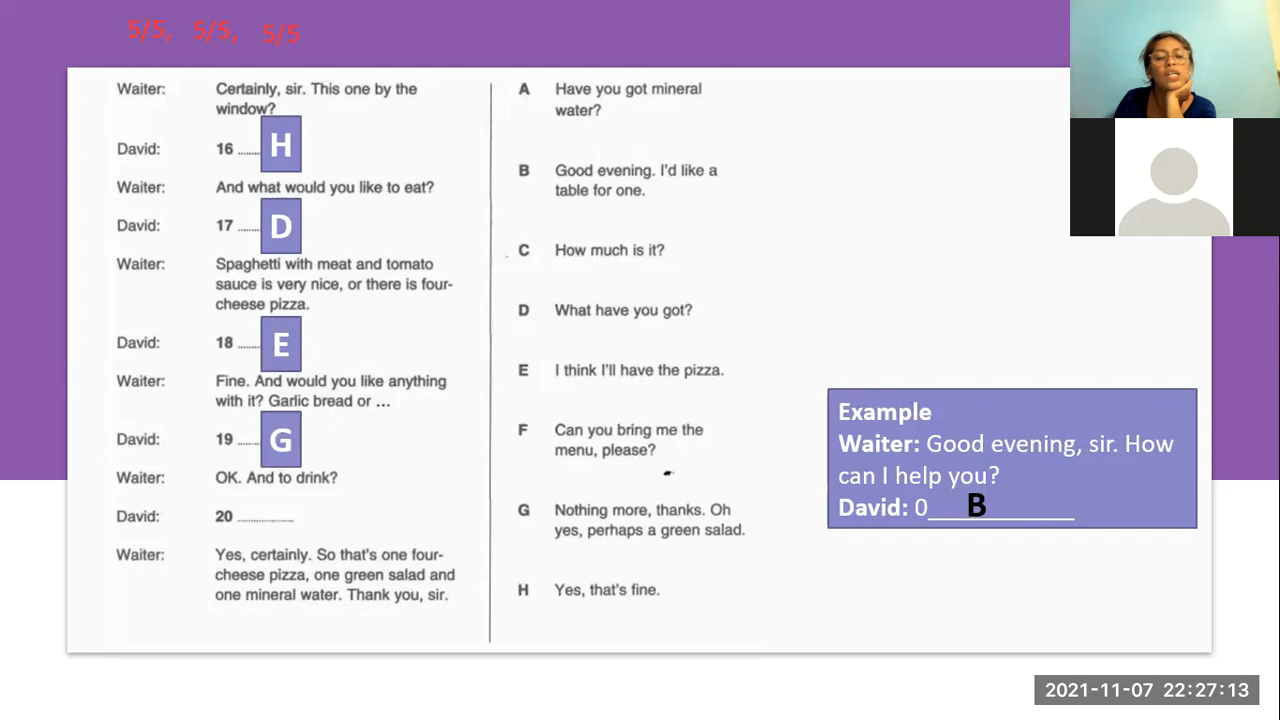 5/5, 5/5, 5/5
Waiter: Certainly, sir. This one by the
window?
David: 16 ........ H
Waiter: And what would you like to eat?
David: 17 ........ D
Waiter: Spaghetti with meat and tomato
sauce is very nice, or there is four-
cheese pizza.
David: 18 ........ E
Waiter: Fine. And would you like anything
with it? Garlic bread or ...
David: 19 ........ G
Waiter: OK. And to drink?
David: 20 ................
Waiter: Yes, certainly. So that's one four-
cheese pizza, one green salad and
one mineral water. Thank you, sir.
A Have you got mineral
water?
B Good evening. I'd like a
table for one.
C How much is it?
D What have you got?
E I think I'll have the pizza.
F Can you bring me the
menu, please?
G Nothing more, thanks. Oh
yes, perhaps a green salad.
H Yes, that's fine.
Example
Waiter: Good evening, sir. How
can I help you?
David: 0___B________
2021-11-07 22:27:13